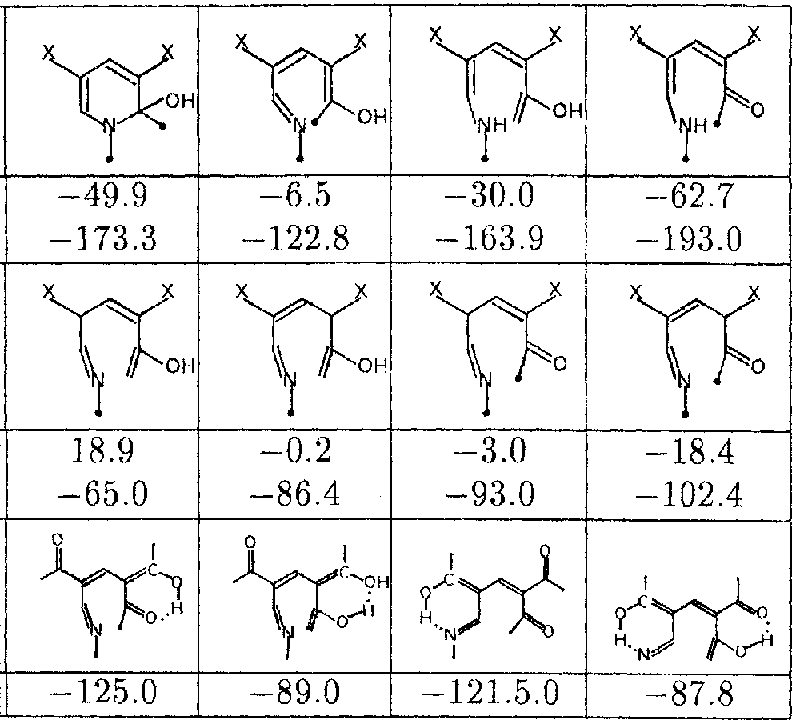 X X X X X X X X
OH OH OH O
N N NH NH
−49.9 −6.5 −30.0 −62.7
−173.3 −122.8 −163.9 −193.0
X X X X X X X X
OH OH O O
N N N N
18.9 −0.2 −3.0 −18.4
−65.0 −86.4 −93.0 −102.4
O O O
C C C
O OH O C
H H O O
O O H H H
N N N O N O
−125.0 −89.0 −121.5.0 −87.8